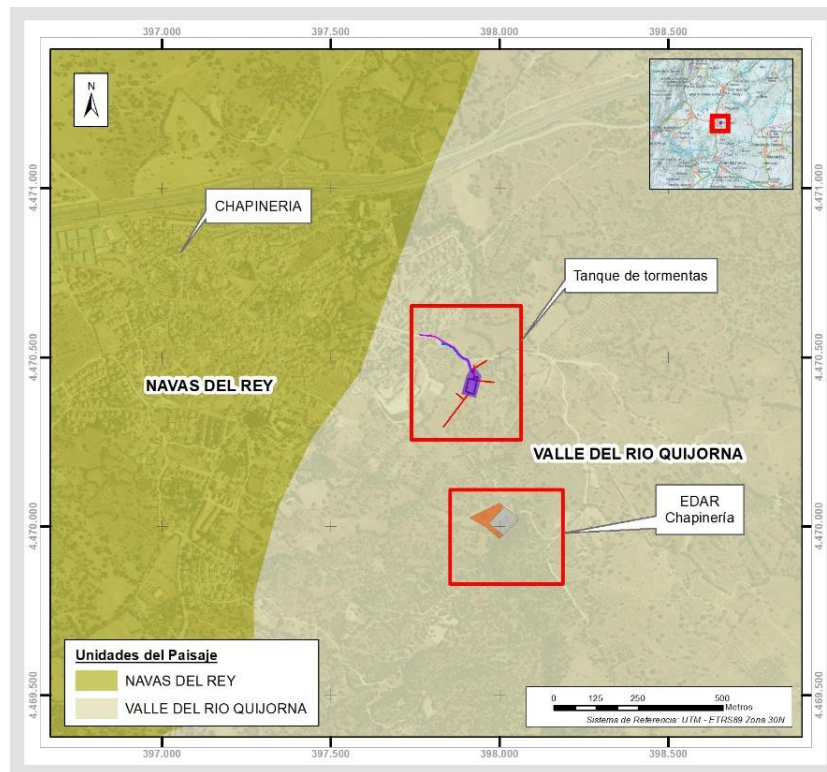 397.000 397.500 398.000 398.500
N
4.471.000
4.471.000
CHAPINERIA
Tanque de tormentas
4.470.500
4.470.500
NAVAS DEL REY
VALLE DEL RIO QUIJORNA
EDAR
Chapinería
4.470.000
4.470.000
Unidades del Paisaje
NAVAS DEL REY
VALLE DEL RIO QUIJORNA
0 125 250 500
Metros
Sistema de Referencia: UTM - ETRS89 Zona 30N
4.469.500
4.469.500
397.000 397.500 398.000 398.500